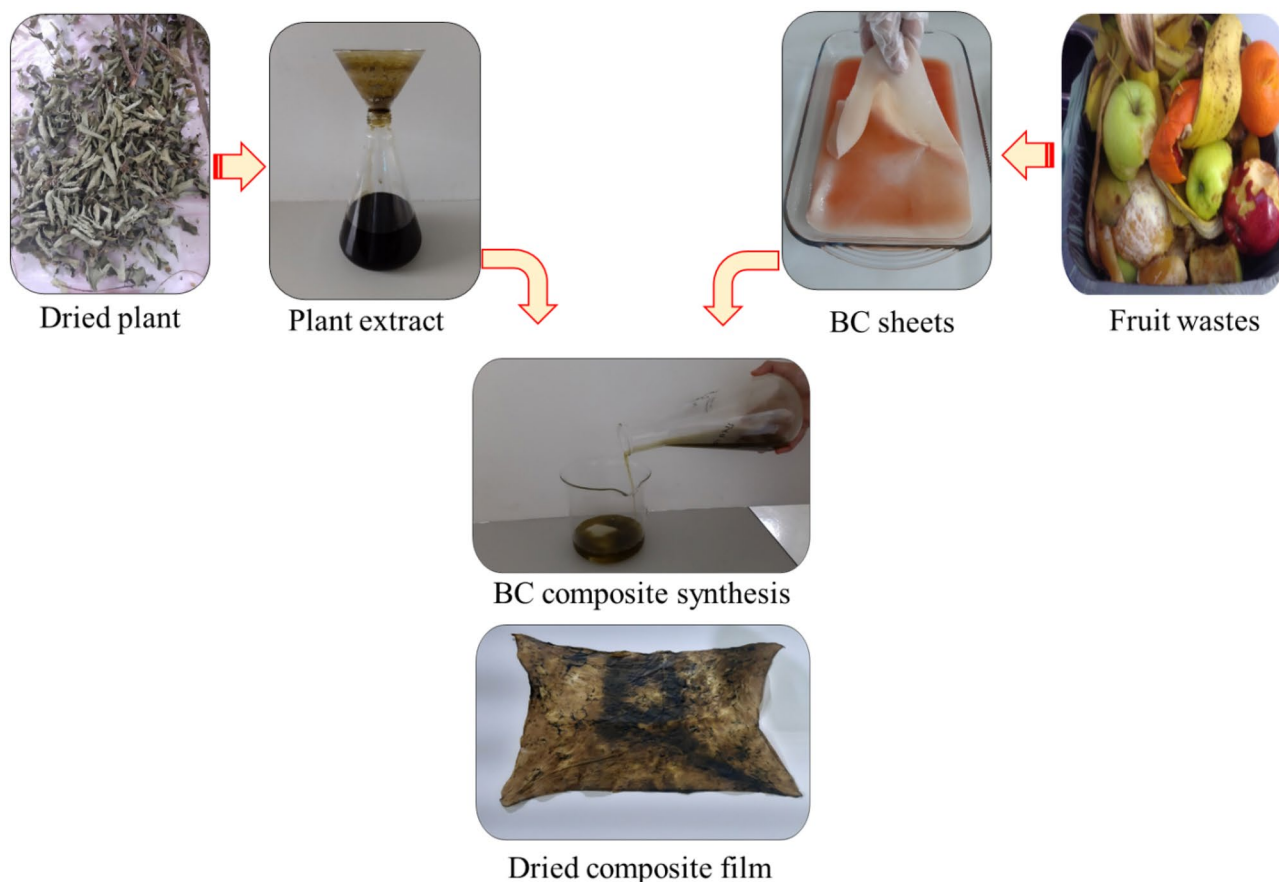 Dried plant
Plant extract
BC sheets
Fruit wastes
BC composite synthesis
Dried composite film